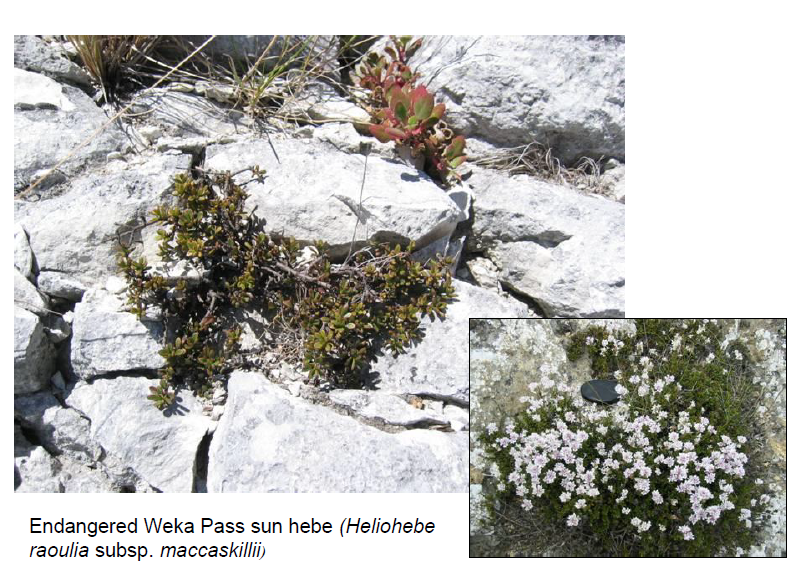 Endangered Weka Pass sun hebe (Heliohebe
raoulia subsp. maccaskillii)